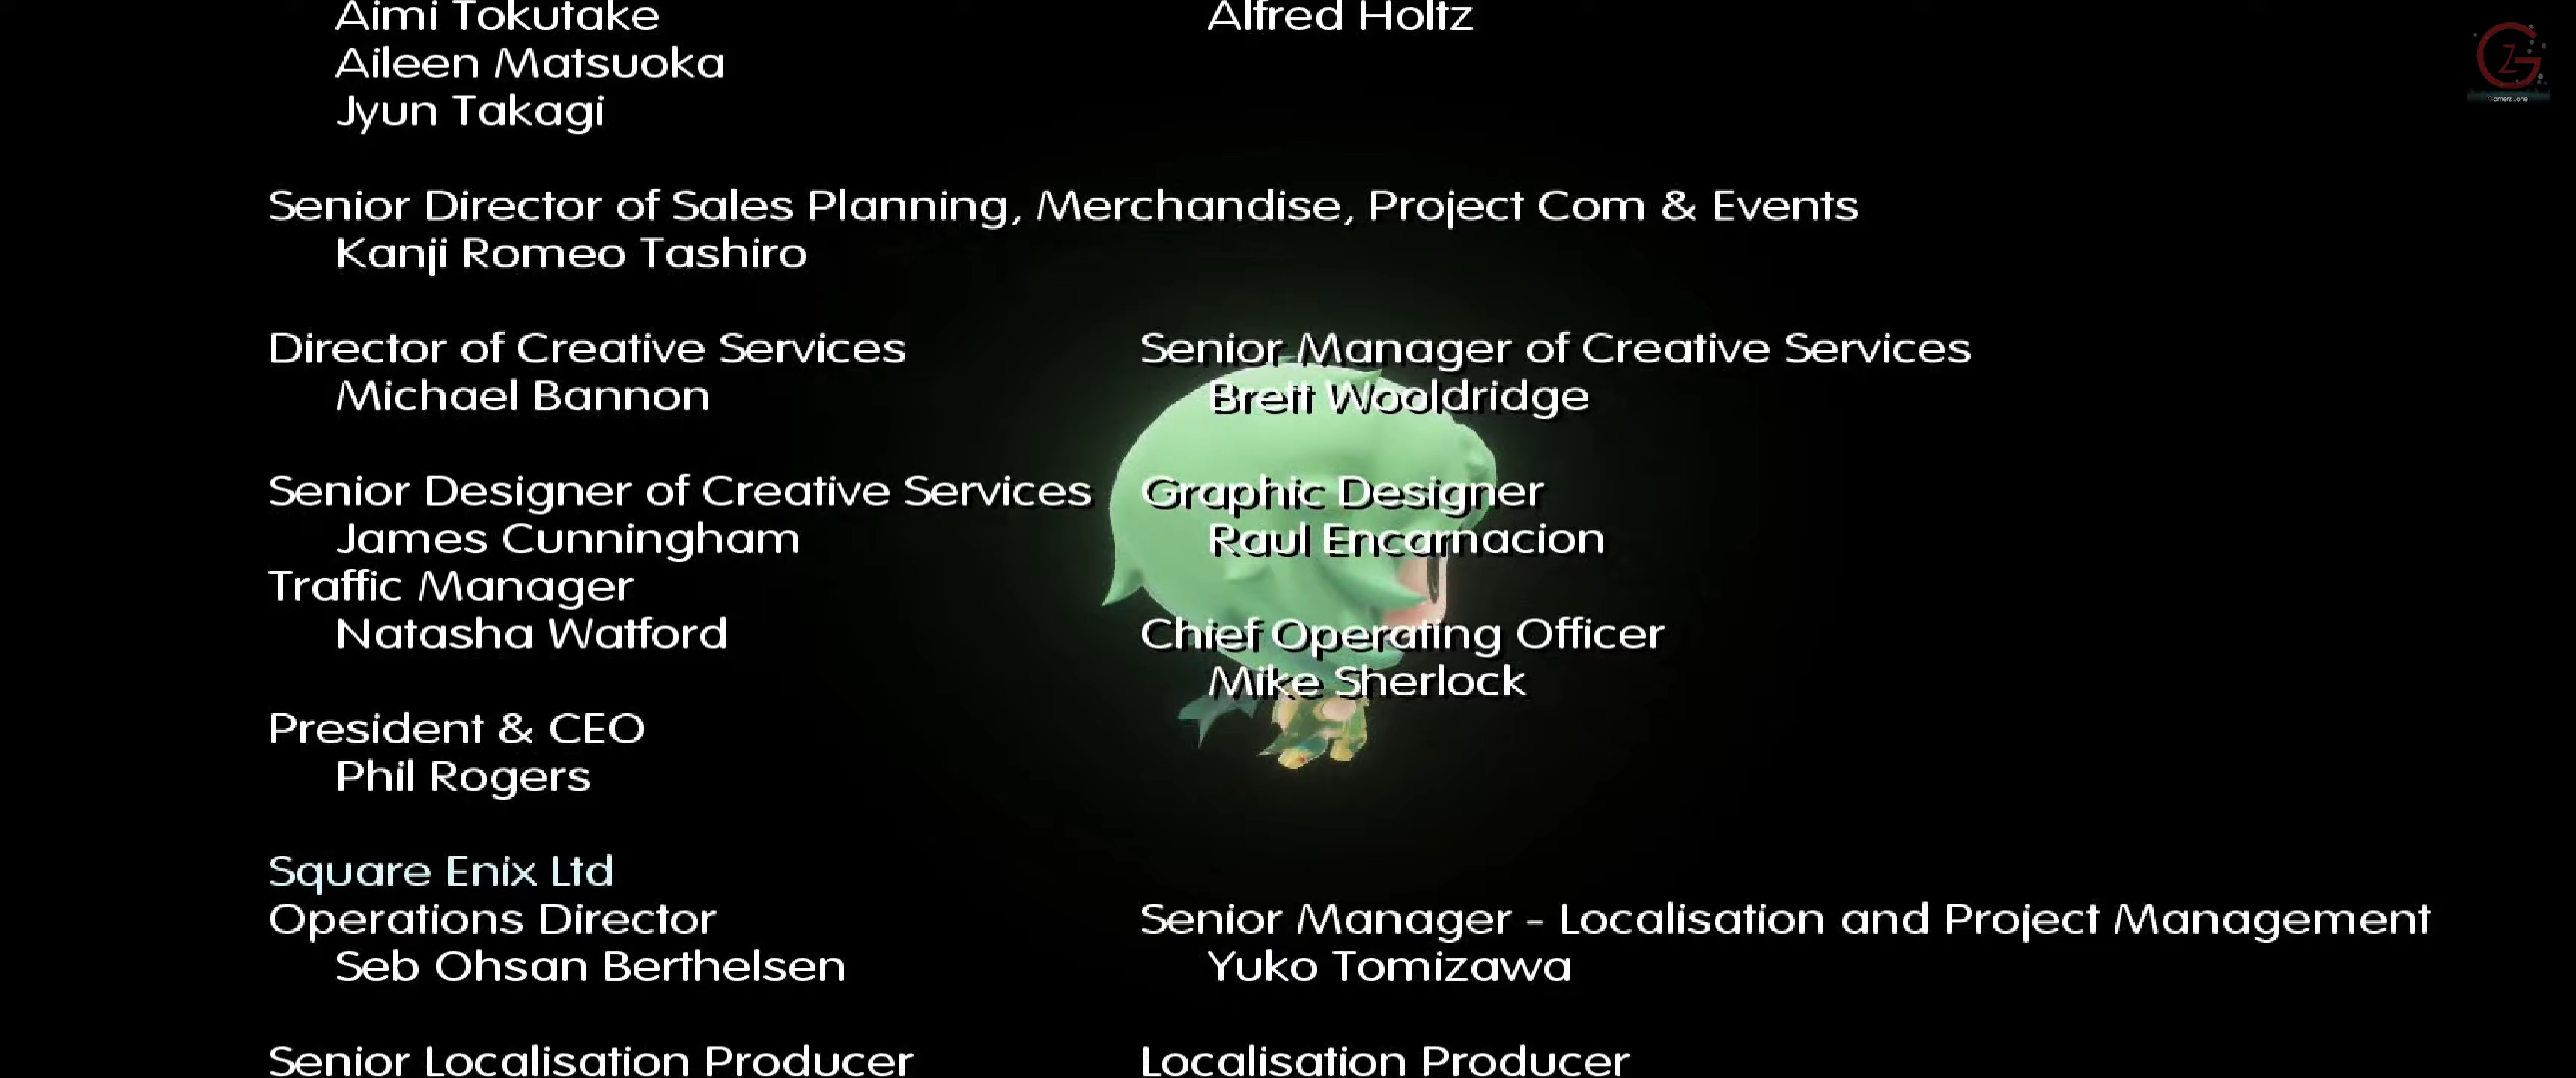 Aimi Tokutake
Alfred Holtz
Aileen Matsuoka
Jyun Takagi
Senior Director of Sales Planning, Merchandise, Project Com & Events
Kanji Romeo Tashiro
Director of Creative Services
Michael Bannon
Senior Manager of Creative Services
Brett Wooldridge
Senior Designer of Creative Services
James Cunningham
Graphic Designer
Raul Encarnacion
Traffic Manager
Natasha Watford
Chief Operating Officer
Mike Sherlock
President & CEO
Phil Rogers
Square Enix Ltd
Operations Director
Seb Ohsan Berthelsen
Senior Manager - Localisation and Project Management
Yuko Tomizawa
Senior Localisation Producer
Localisation Producer